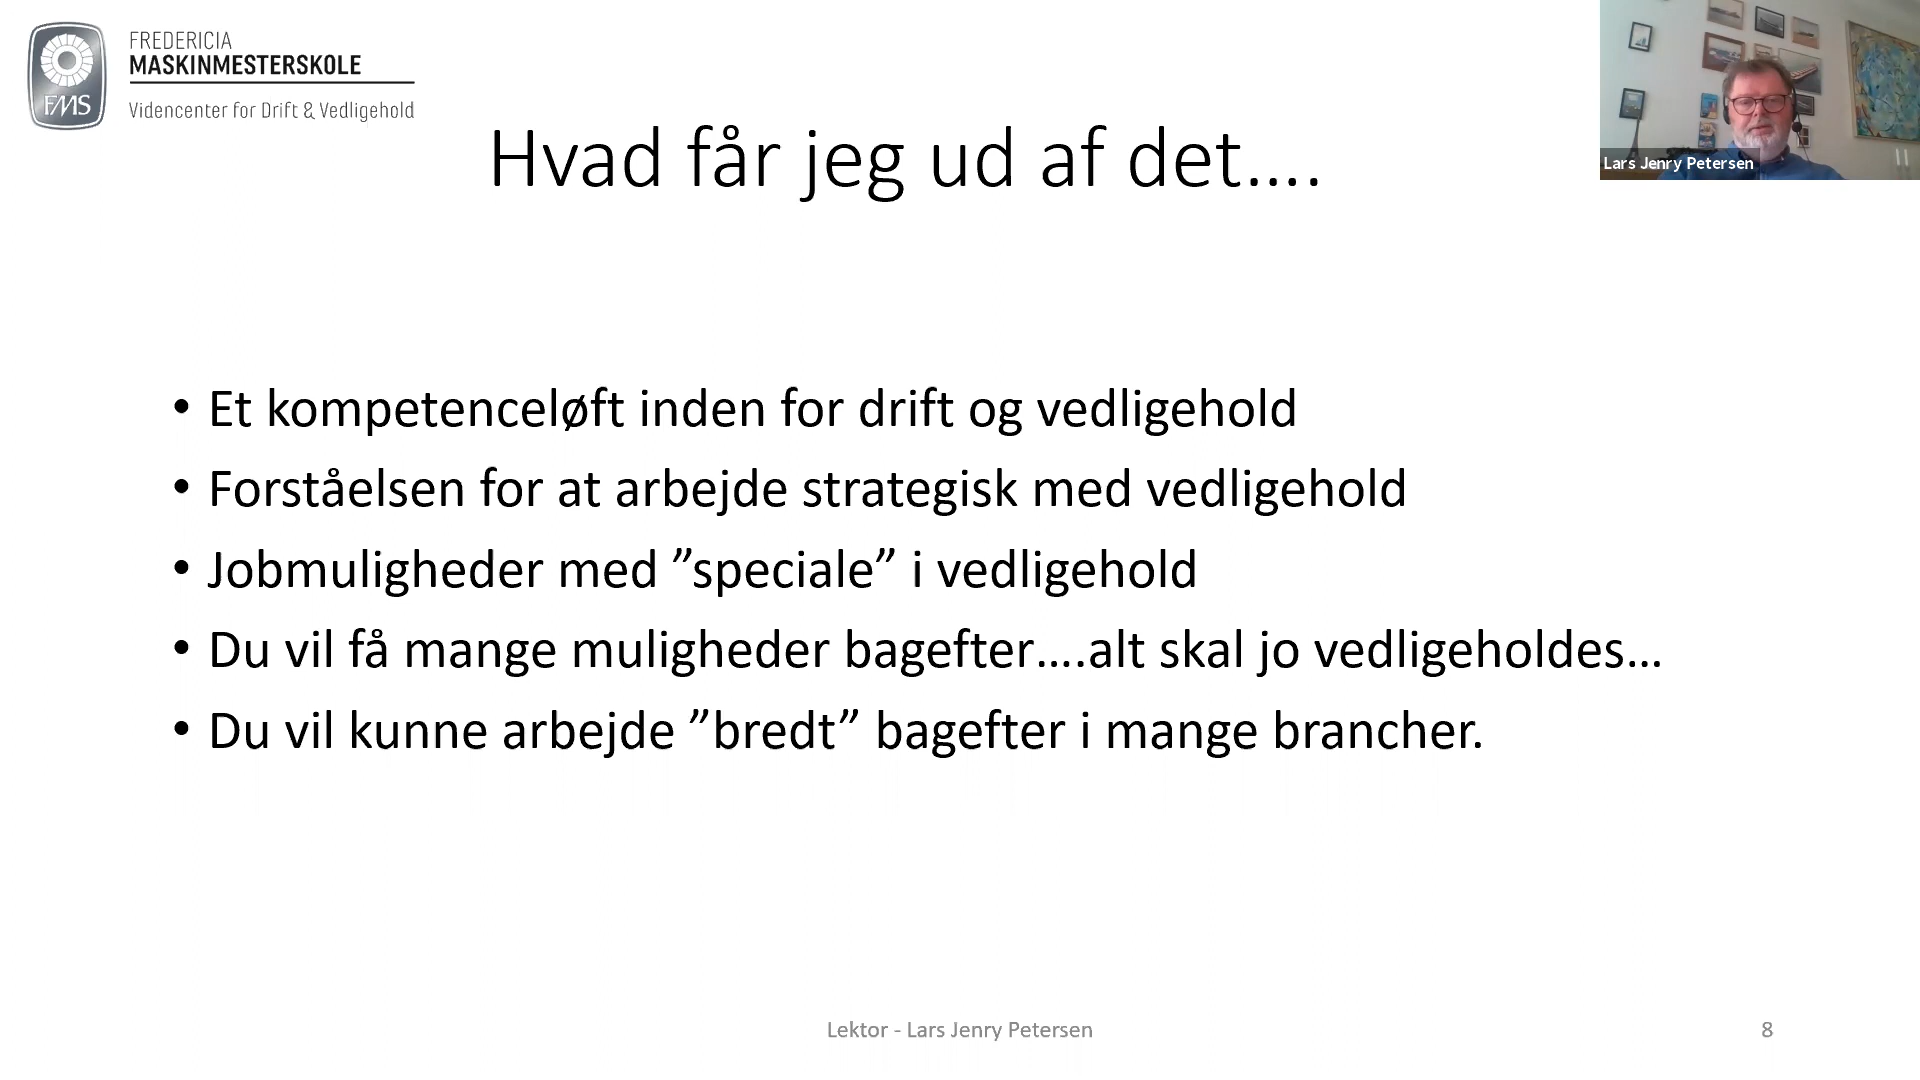 FREDERICIA
MASKINMESTERSKOLE
FMS
Videncenter for Drift & Vedligehold
Lars Jenry Petersen
Hvad får jeg ud af det….
• Et kompetenceløft inden for drift og vedligehold
• Forståelsen for at arbejde strategisk med vedligehold
• Jobmuligheder med ”speciale” i vedligehold
• Du vil få mange muligheder bagefter….alt skal jo vedligeholdes…
• Du vil kunne arbejde ”bredt” bagefter i mange brancher.
Lektor - Lars Jenry Petersen
8